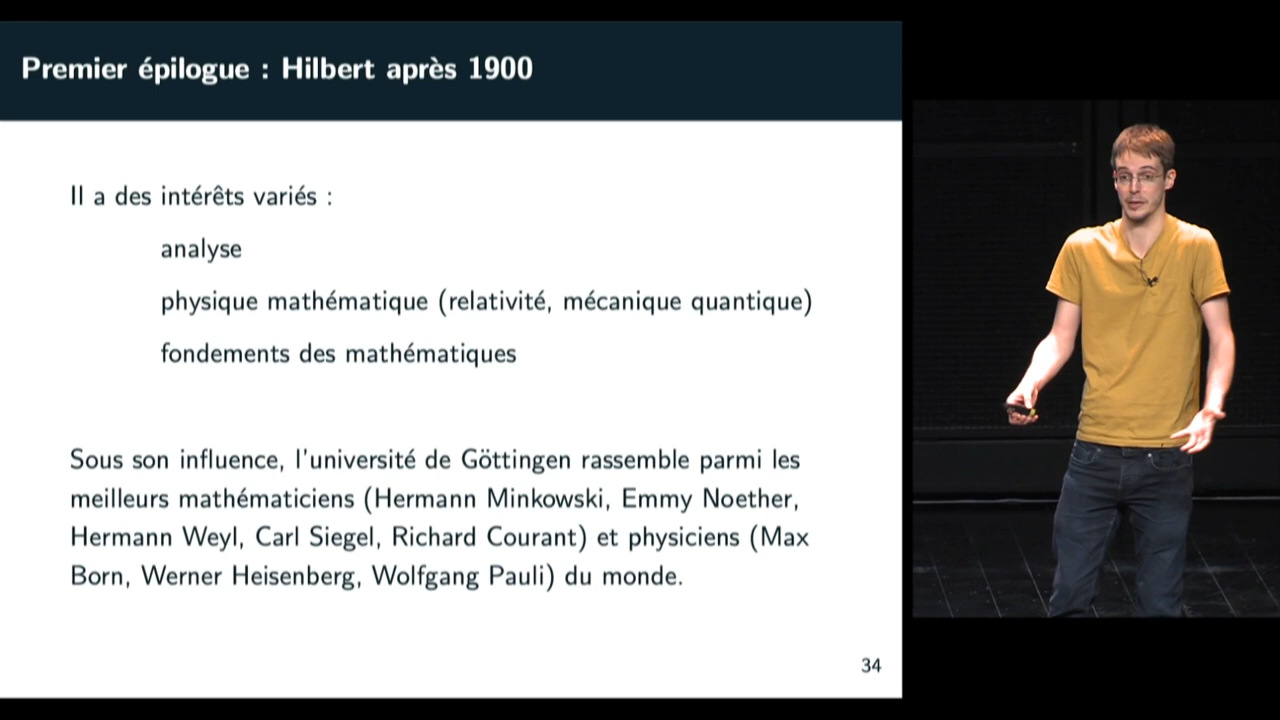 Premier épilogue : Hilbert après 1900
Il a des intérêts variés :
analyse
physique mathématique (relativité, mécanique quantique)
fondements des mathématiques
Sous son influence, l'université de Göttingen rassemble parmi les
meilleurs mathématiciens (Hermann Minkowski, Emmy Noether,
Hermann Weyl, Carl Siegel, Richard Courant) et physiciens (Max
Born, Werner Heisenberg, Wolfgang Pauli) du monde.
34